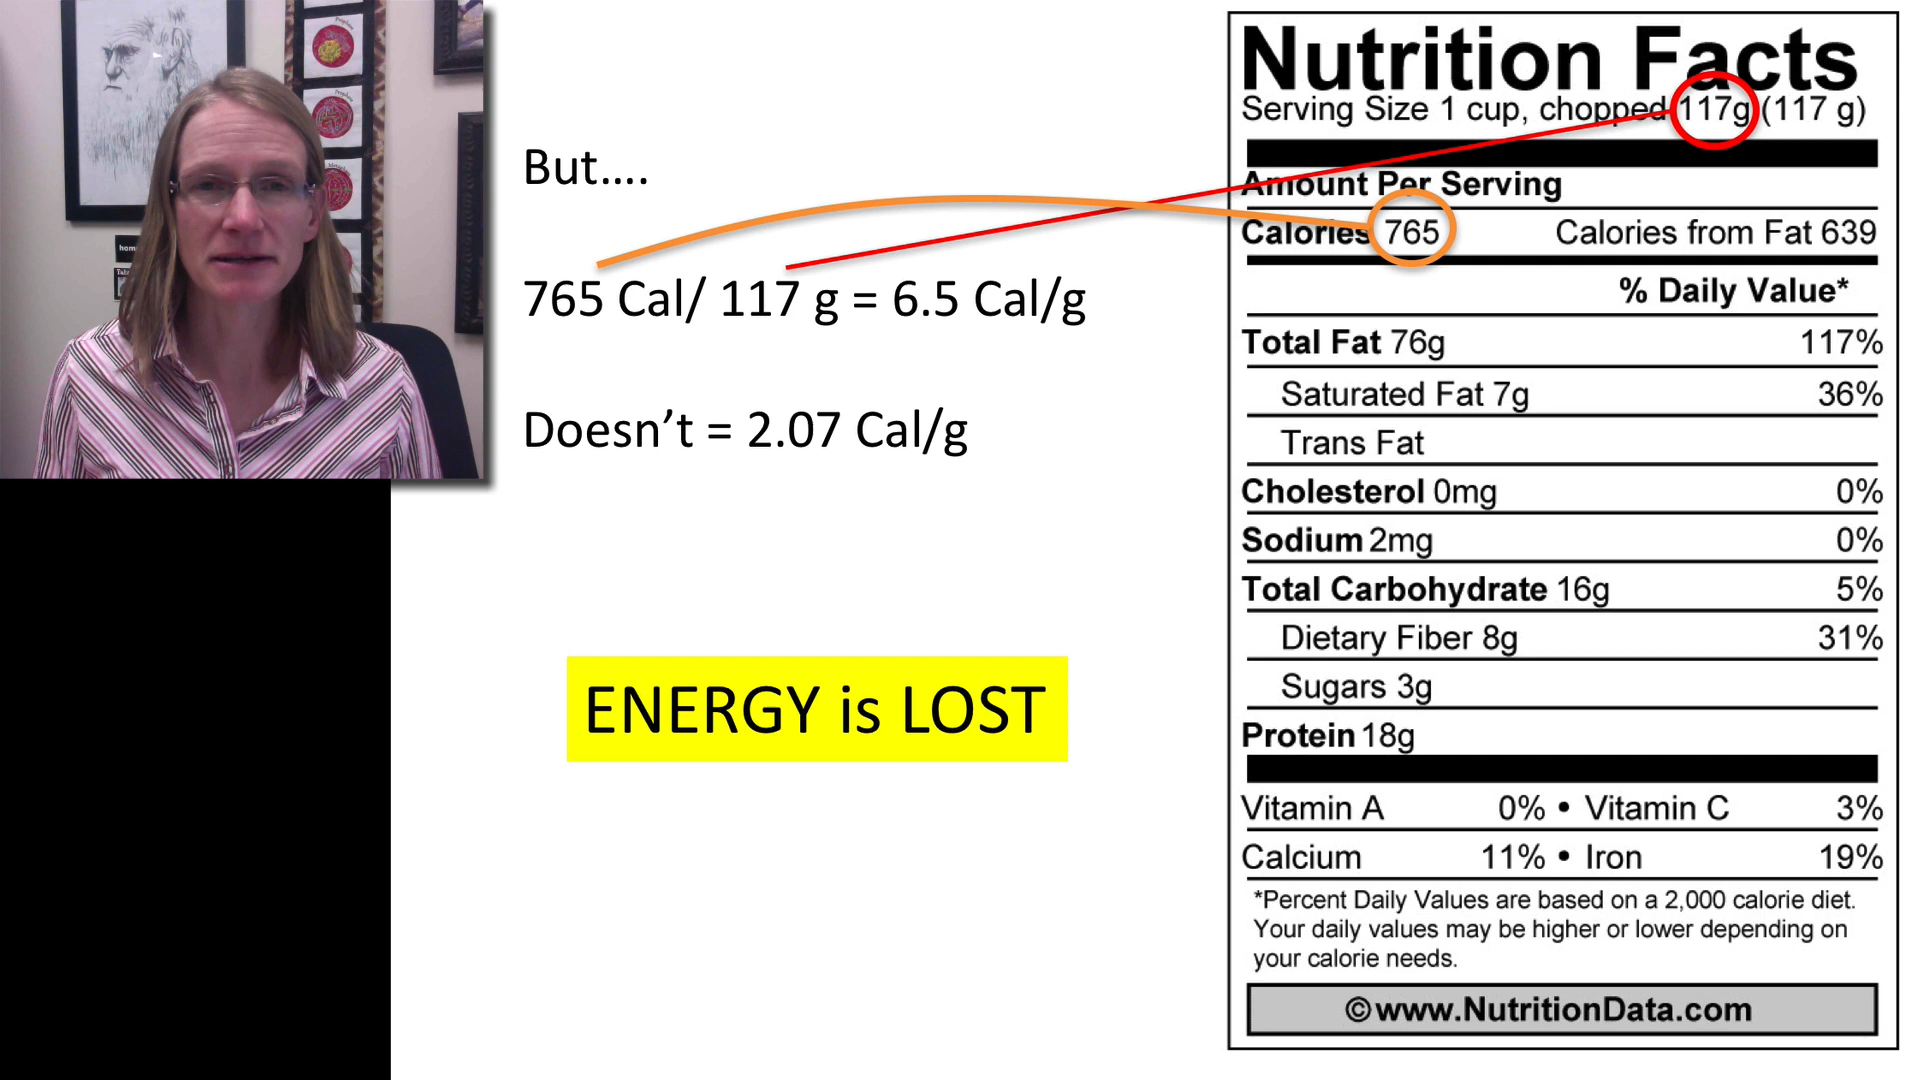 But....
765 Cal/ 117 g = 6.5 Cal/g
Doesn't = 2.07 Cal/g
ENERGY is LOST
Nutrition Facts
Serving Size 1 cup, chopped 117g (117 g)
Amount Per Serving
Calories 765 Calories from Fat 639
% Daily Value*
Total Fat 76g 117%
Saturated Fat 7g 36%
Trans Fat
Cholesterol 0mg 0%
Sodium 2mg 0%
Total Carbohydrate 16g 5%
Dietary Fiber 8g 31%
Sugars 3g
Protein 18g
Vitamin A 0% • Vitamin C 3%
Calcium 11% • Iron 19%
*Percent Daily Values are based on a 2,000 calorie diet.
Your daily values may be higher or lower depending on
your calorie needs.
©www.NutritionData.com